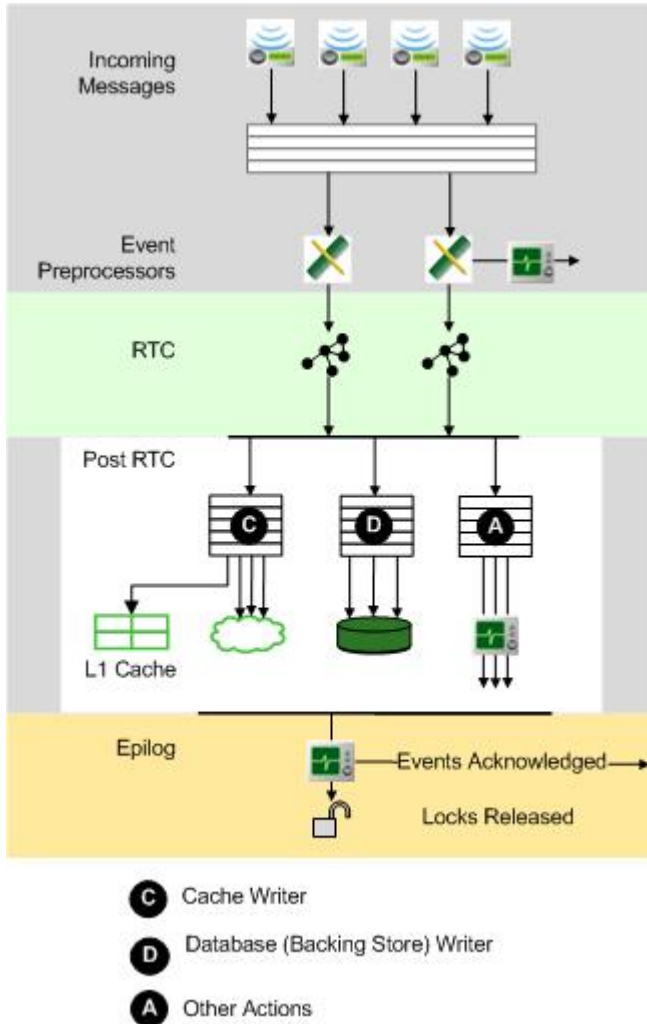 Incoming
Messages
Event
Preprocessors
RTC
Post RTC
C
D
A
L1 Cache
Epilog
Events Acknowledged
Locks Released
C Cache Writer
D Database (Backing Store) Writer
A Other Actions